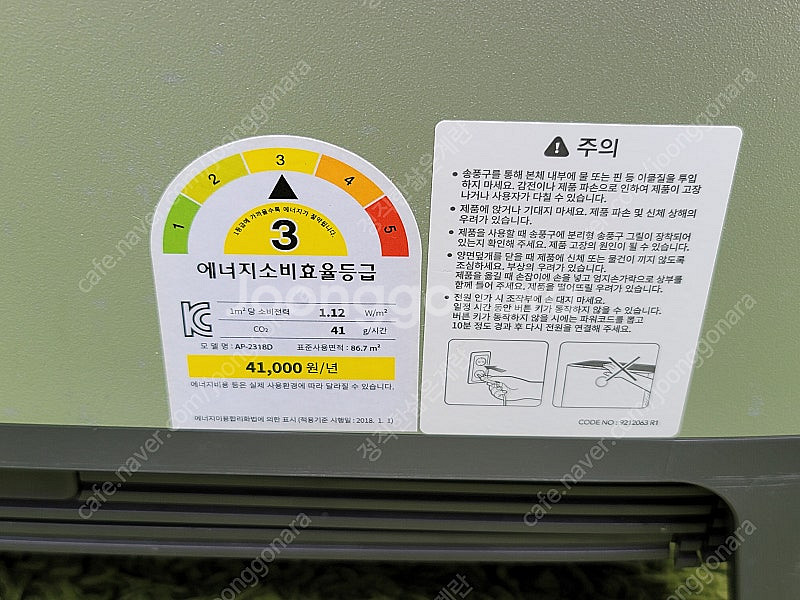 1
2
3
4
5
1등급에 가까울수록 에너지가 절약됩니다.
3
에너지소비효율등급
1m² 당 소비전력 1.12 W/m²
CO₂ 41 g/시간
모 델 명 : AP-2318D 표준사용면적 : 86.7 m²
41,000 원/년
에너지비용 등은 실제 사용환경에 따라 달라질 수 있습니다.
에너지이용합리화법에 의한 표시 (적용기준 시행일 : 2018. 1. 1)
주의
• 송풍구를 통해 본체 내부에 물 또는 핀 등 이물질을 투입
하지 마세요. 감전이나 제품 파손으로 인하여 제품이 고장
나거나 사용자가 다칠 수 있습니다.
• 제품에 앉거나 기대지 마세요. 제품 파손 및 신체 상해의
우려가 있습니다.
• 제품을 사용할 때 송풍구에 분리형 송풍구 그릴이 장착되어
있는지 확인해 주세요. 제품 고장의 원인이 될 수 있습니다.
• 양면덮개를 닫을 때 제품에 신체 또는 물건이 끼지 않도록
조심하세요. 부상의 우려가 있습니다.
제품을 옮길 때 손잡이에 손을 넣고 엄지손가락으로 상부를
함께 들어 주세요. 제품을 떨어뜨릴 우려가 있습니다.
• 전원 인가 시 조작부에 손 대지 마세요.
일정 시간 동안 버튼 키가 동작하지 않을 수 있습니다.
버튼 키가 동작하지 않을 시에는 파워코드를 뽑고
10분 정도 경과 후 다시 전원을 연결해 주세요.
CODE NO : 9212063 R1
cafe.naver.com/joonggonara
joonggonara